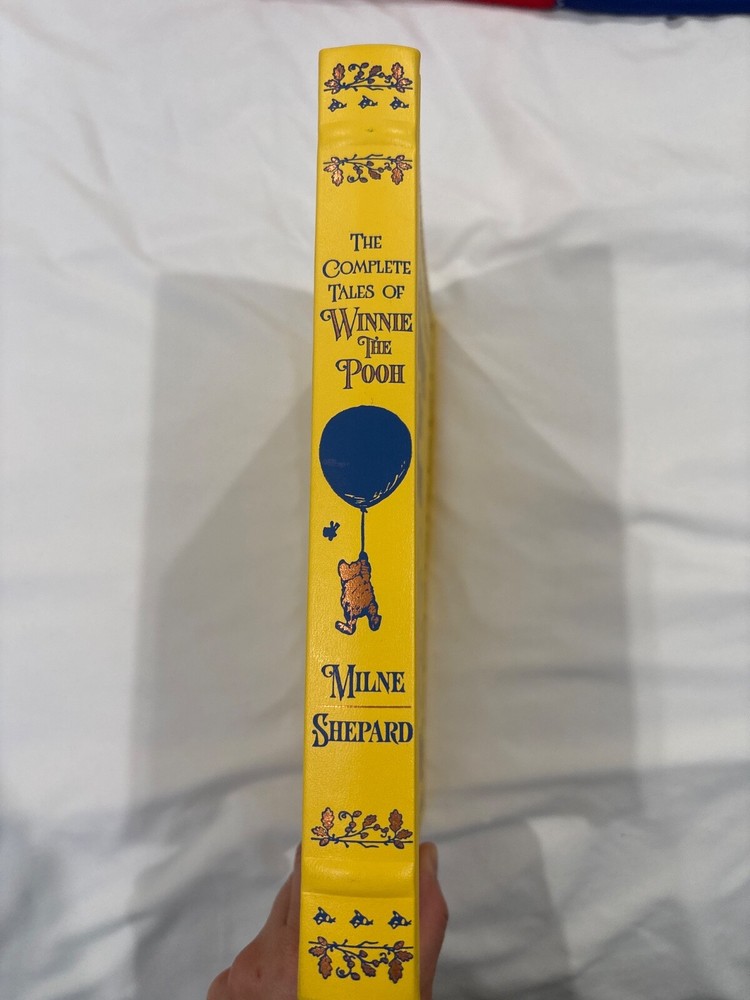 THE
COMPLETE
TALES OF
WINNIE
THE
POOH
MILNE
SHEPARD